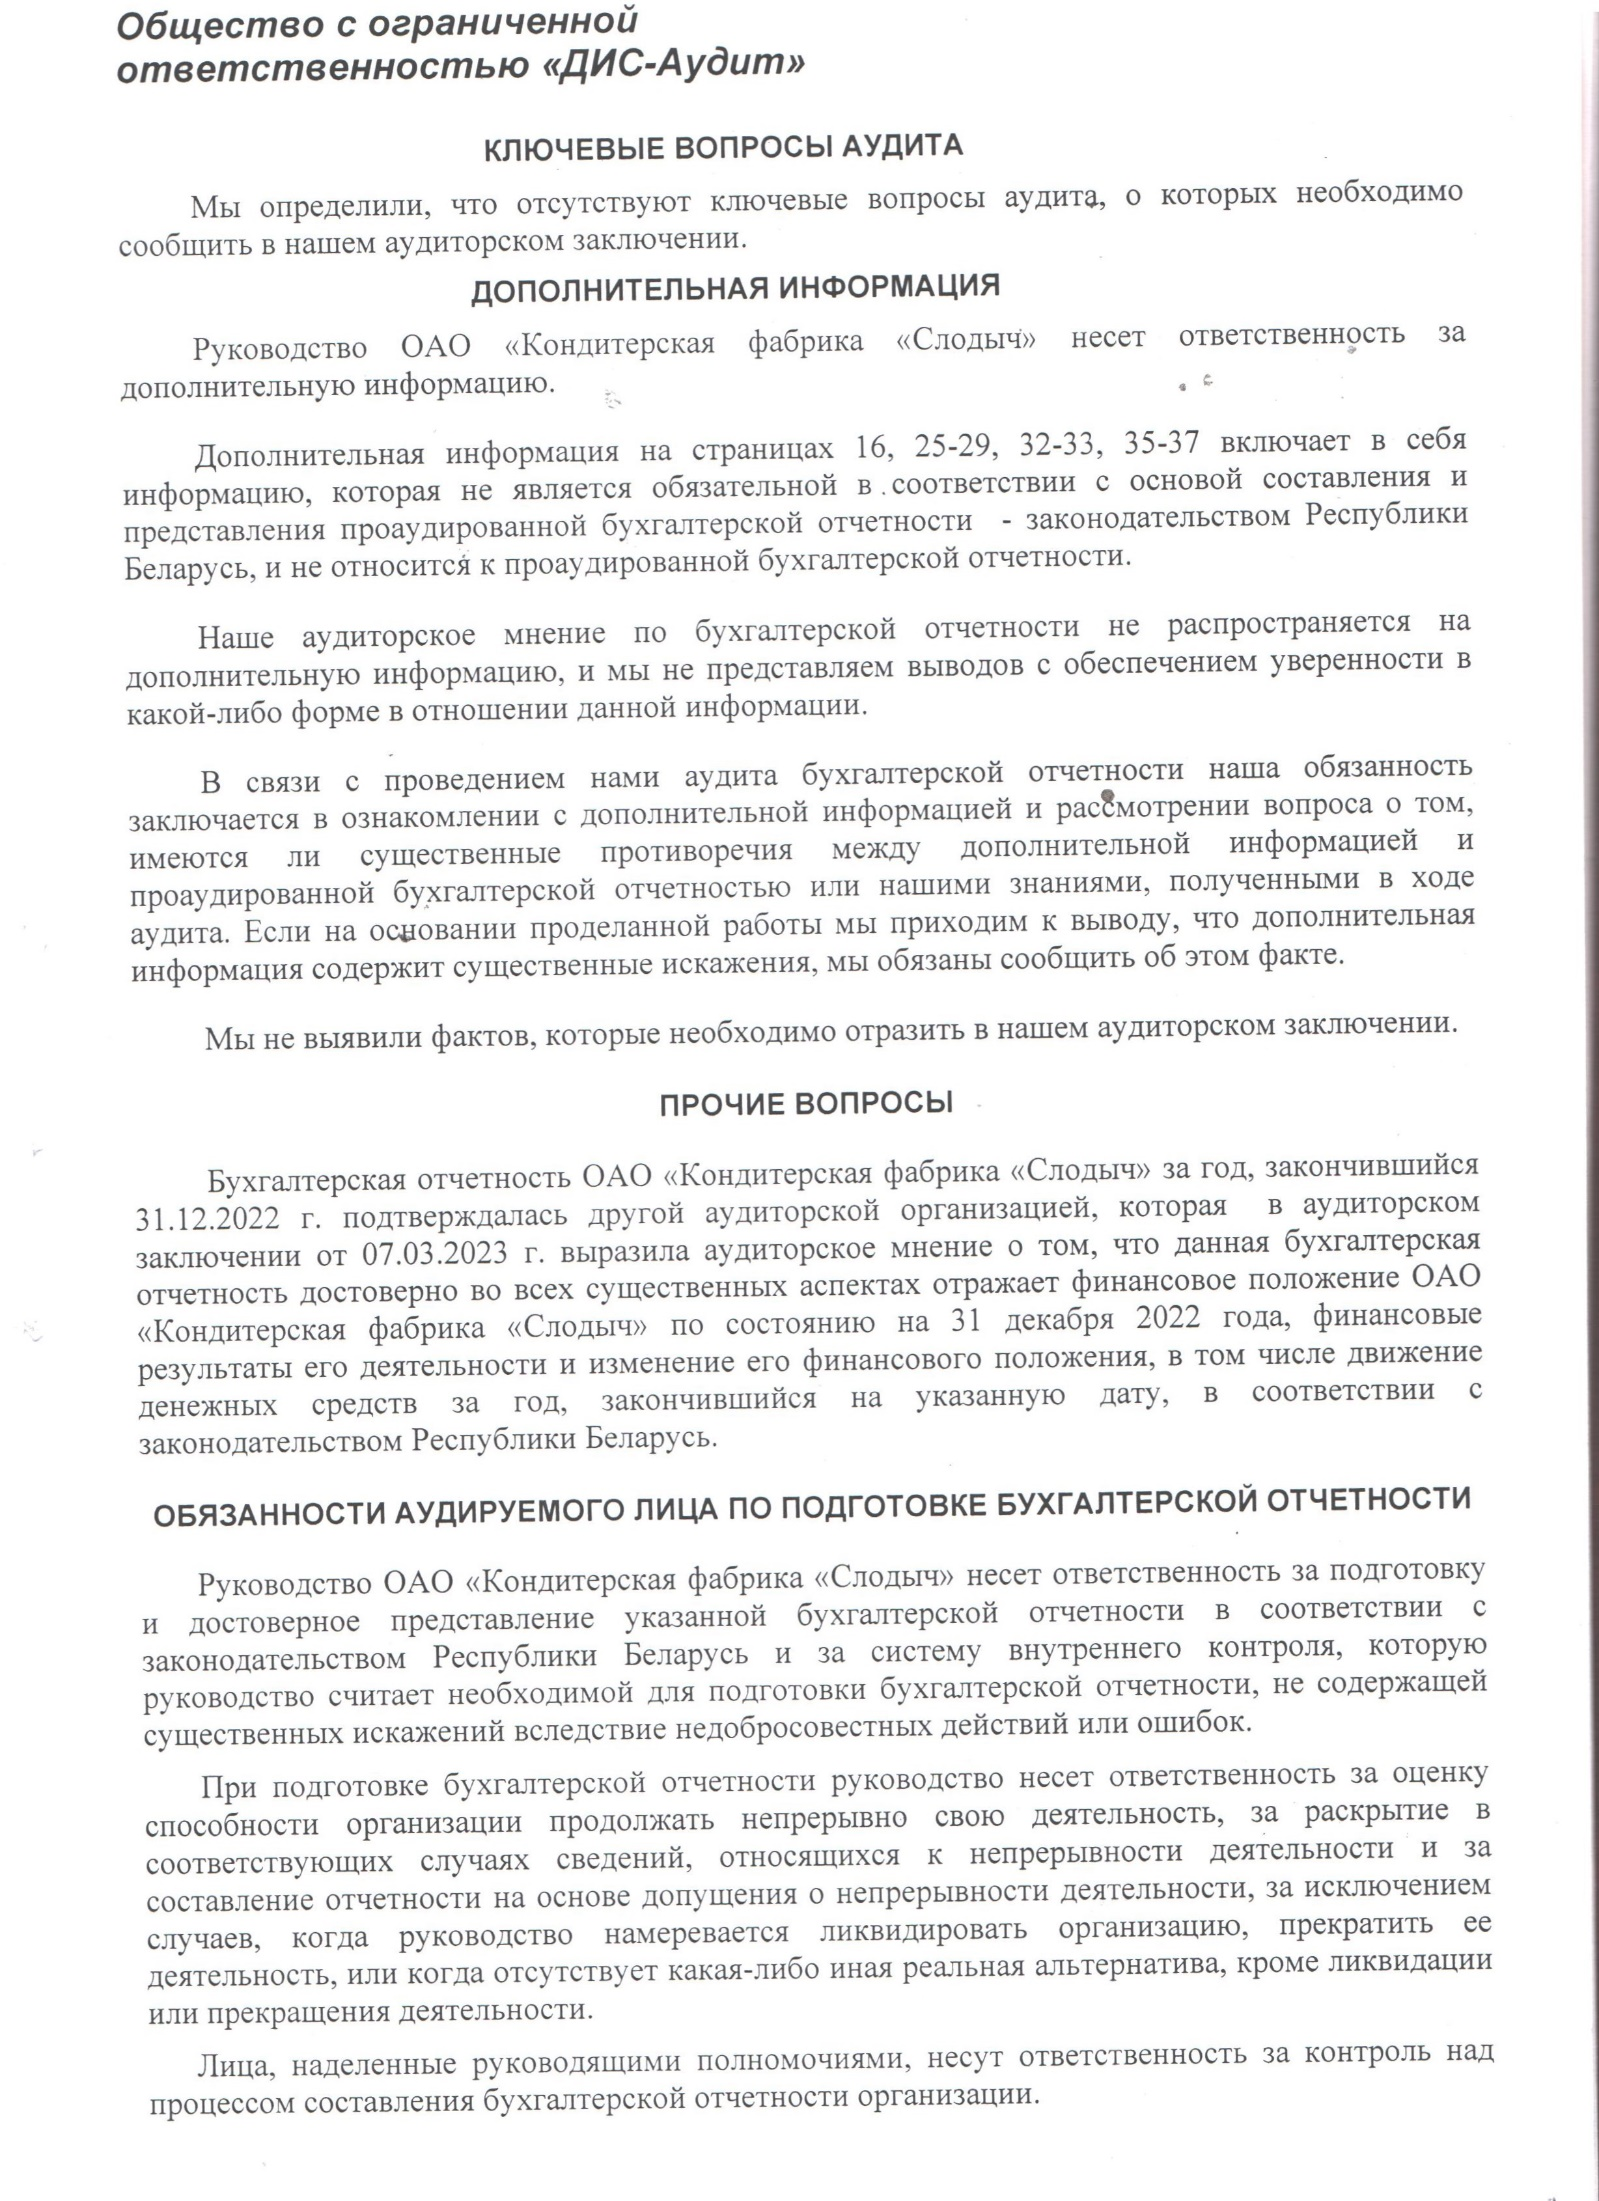 Общество с ограниченной
ответственностью «ДИС-Аудит»
КЛЮЧЕВЫЕ ВОПРОСЫ АУДИТА
Мы определили, что отсутствуют ключевые вопросы аудита, о которых необходимо
сообщить в нашем аудиторском заключении.
ДОПОЛНИТЕЛЬНАЯ ИНФОРМАЦИЯ
Руководство ОАО «Кондитерская фабрика «Слодыч» несет ответственность за
дополнительную информацию.
Дополнительная информация на страницах 16, 25-29, 32-33, 35-37 включает в себя
информацию, которая не является обязательной в соответствии с основой составления и
представления проаудированной бухгалтерской отчетности - законодательством Республики
Беларусь, и не относится к проаудированной бухгалтерской отчетности.
Наше аудиторское мнение по бухгалтерской отчетности не распространяется на
дополнительную информацию, и мы не представляем выводов с обеспечением уверенности в
какой-либо форме в отношении данной информации.
В связи с проведением нами аудита бухгалтерской отчетности наша обязанность
заключается в ознакомлении с дополнительной информацией и рассмотрении вопроса о том,
имеются ли существенные противоречия между дополнительной информацией и
проаудированной бухгалтерской отчетностью или нашими знаниями, полученными в ходе
аудита. Если на основании проделанной работы мы приходим к выводу, что дополнительная
информация содержит существенные искажения, мы обязаны сообщить об этом факте.
Мы не выявили фактов, которые необходимо отразить в нашем аудиторском заключении.
ПРОЧИЕ ВОПРОСЫ
Бухгалтерская отчетность ОАО «Кондитерская фабрика «Слодыч» за год, закончившийся
31.12.2022 г. подтверждалась другой аудиторской организацией, которая в аудиторском
заключении от 07.03.2023 г. выразила аудиторское мнение о том, что данная бухгалтерская
отчетность достоверно во всех существенных аспектах отражает финансовое положение ОАО
«Кондитерская фабрика «Слодыч» по состоянию на 31 декабря 2022 года, финансовые
результаты его деятельности и изменение его финансового положения, в том числе движение
денежных средств за год, закончившийся на указанную дату, в соответствии с
законодательством Республики Беларусь.
ОБЯЗАННОСТИ АУДИРУЕМОГО ЛИЦА ПО ПОДГОТОВКЕ БУХГАЛТЕРСКОЙ ОТЧЕТНОСТИ
Руководство ОАО «Кондитерская фабрика «Слодыч» несет ответственность за подготовку
и достоверное представление указанной бухгалтерской отчетности в соответствии с
законодательством Республики Беларусь и за систему внутреннего контроля, которую
руководство считает необходимой для подготовки бухгалтерской отчетности, не содержащей
существенных искажений вследствие недобросовестных действий или ошибок.
При подготовке бухгалтерской отчетности руководство несет ответственность за оценку
способности организации продолжать непрерывно свою деятельность, за раскрытие в
соответствующих случаях сведений, относящихся к непрерывности деятельности и за
составление отчетности на основе допущения о непрерывности деятельности, за исключением
случаев, когда руководство намеревается ликвидировать организацию, прекратить ее
деятельность, или когда отсутствует какая-либо иная реальная альтернатива, кроме ликвидации
или прекращения деятельности.
Лица, наделенные руководящими полномочиями, несут ответственность за контроль над
процессом составления бухгалтерской отчетности организации.